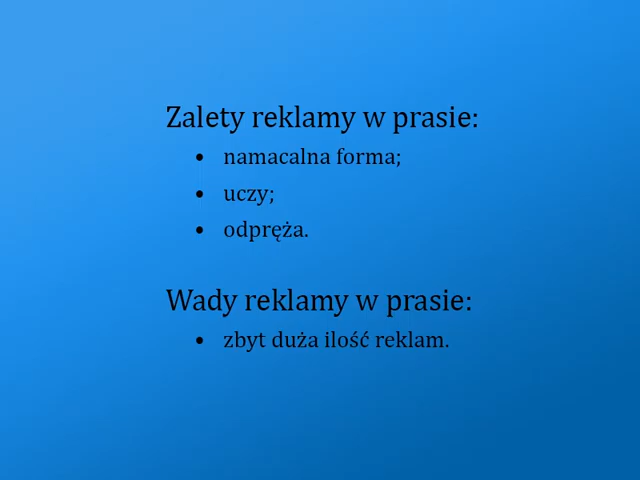 Zalety reklamy w prasie:
• namacalna forma;
• uczy;
• odpręża.
Wady reklamy w prasie:
• zbyt duża ilość reklam.